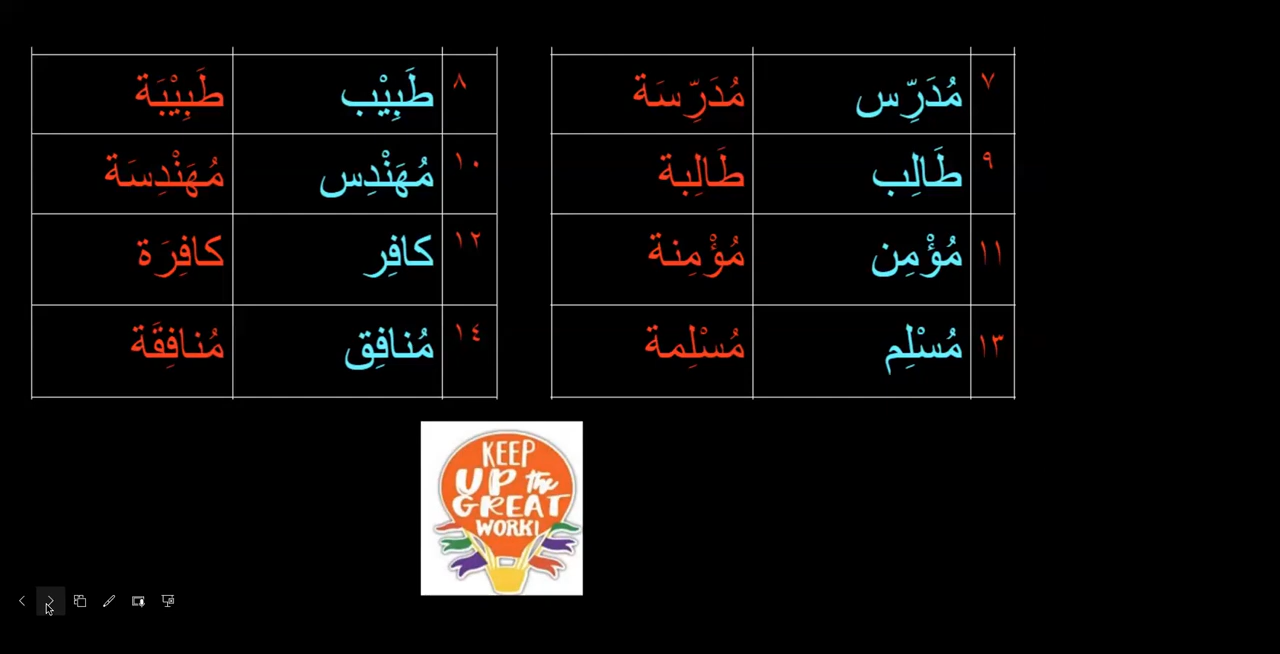 ٧ مُدَرِّس مُدَرِّسَة
٨ طَبِيْب طَبِيْبَة
٩ طَالِب طَالِبة
١٠ مُهَنْدِس مُهَنْدِسَة
١١ مُؤْمِن مُؤْمِنة
١٢ كافِر كافِرَة
١٣ مُسْلِم مُسْلِمة
١٤ مُنافِق مُنافِقَة
KEEP
UP the
GREAT
WORK!